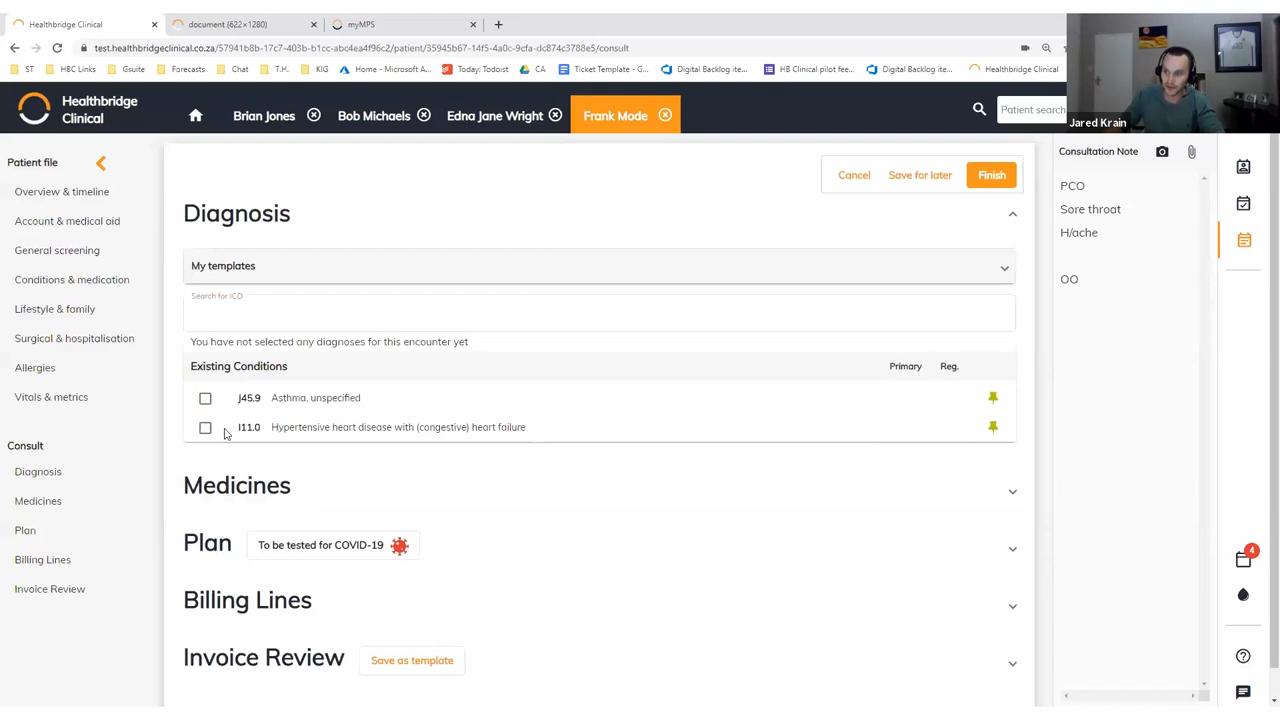 Healthbridge Clinical
document (622×1280)
myMPS
test.healthbridgeclinical.co.za/57941b8b-17c7-403b-b1cc-abc4ea4f96c2/patient/35945b67-14f5-4a0c-9cfa-dc874c3788e5/consult
ST
HBC Links
Gsuite
Forecasts
Chat
T.H.
KIG
Home - Microsoft A...
Today: Todoist
CA
Ticket Template - G...
Digital Backlog ite...
HB Clinical pilot fee...
Digital Backlog ite...
Healthbridge Clinical
Jared Krain
Healthbridge
Clinical
Brian Jones
Bob Michaels
Edna Jane Wright
Frank Mode
Patient search
Patient file
Overview & timeline
Account & medical aid
General screening
Conditions & medication
Lifestyle & family
Surgical & hospitalisation
Allergies
Vitals & metrics
Consult
Diagnosis
Medicines
Plan
Billing Lines
Invoice Review
Cancel
Save for later
Finish
Diagnosis
My templates
Search for ICD
You have not selected any diagnoses for this encounter yet
Existing Conditions Primary Reg.
J45.9 Asthma, unspecified
I11.0 Hypertensive heart disease with (congestive) heart failure
Medicines
Plan To be tested for COVID-19
Billing Lines
Invoice Review Save as template
Consultation Note
PCO
Sore throat
H/ache
OO
4